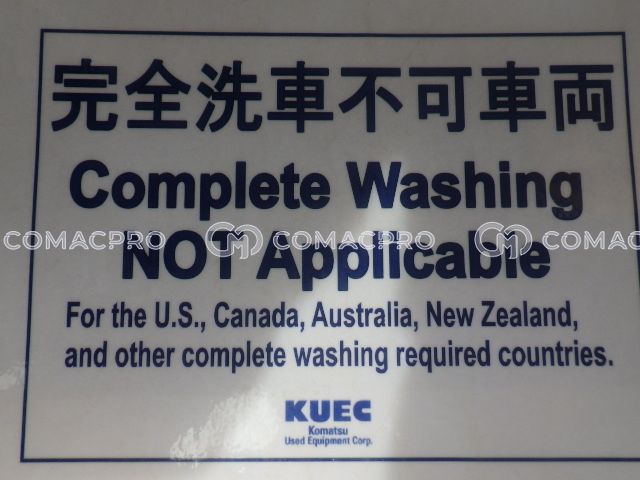 完全洗車不可車両
Complete Washing
NOT Applicable
COMACPRO COMACPRO COMACPRO
For the U.S., Canada, Australia, New Zealand,
and other complete washing required countries.
KUEC
Komatsu
Used Equipment Corp.